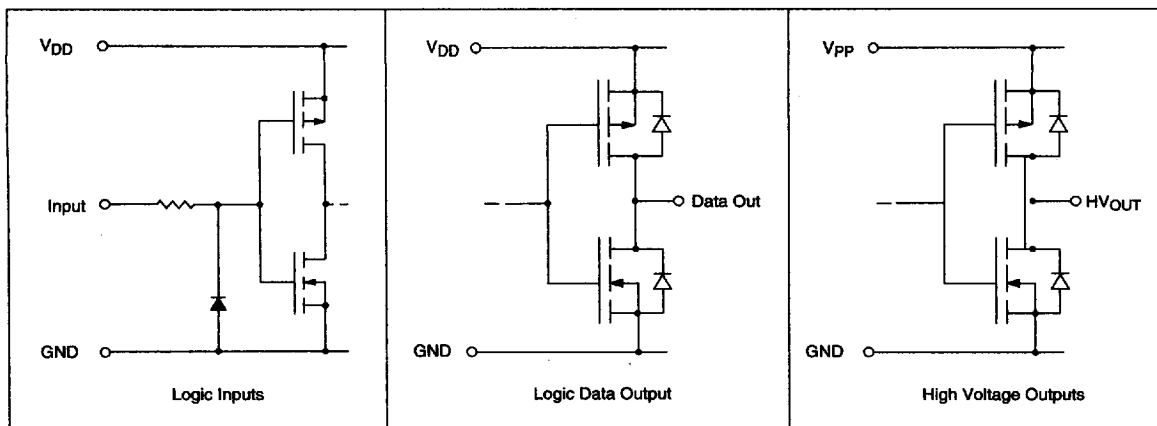 VDD
Input
GND
Logic Inputs
VDD
Data Out
GND
Logic Data Output
VPP
HVOUT
GND
High Voltage Outputs